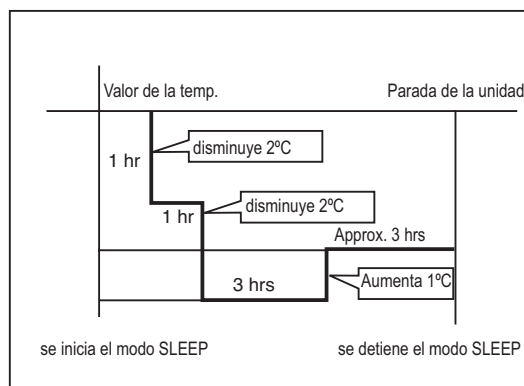 Valor de la temp.
Parada de la unidad
disminuye 2ºC
1 hr
1 hr
disminuye 2ºC
Approx. 3 hrs
3 hrs
Aumenta 1ºC
se inicia el modo SLEEP
se detiene el modo SLEEP